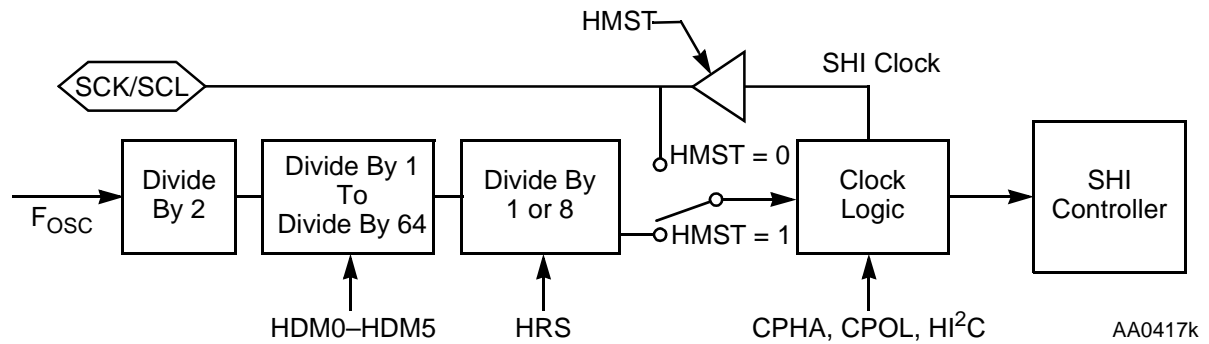 HMST
SCK/SCL
SHI Clock
HMST = 0
Divide
By 2
Divide By 1
To
Divide By 64
Divide By
1 or 8
Clock
Logic
SHI
Controller
F_OSC
HMST = 1
HDM0–HDM5
HRS
CPHA, CPOL, HI²C
AA0417k